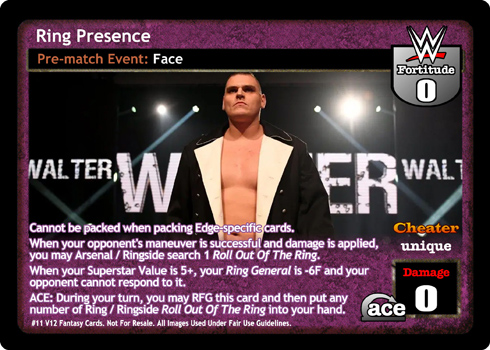 Ring Presence
Pre-match Event: Face
W
Fortitude
0
WALTER
W ER
WALT
Cannot be packed when packing Edge-specific cards.
When your opponent's maneuver is successful and damage is applied,
you may Arsenal / Ringside search 1 Roll Out Of The Ring.
When your Superstar Value is 5+, your Ring General is -6F and your
opponent cannot respond to it.
ACE: During your turn, you may RFG this card and then put any
number of Ring / Ringside Roll Out Of The Ring into your hand.
#11 V12 Fantasy Cards. Not For Resale. All Images Used Under Fair Use Guidelines.
Cheater
unique
Damage
0
ace